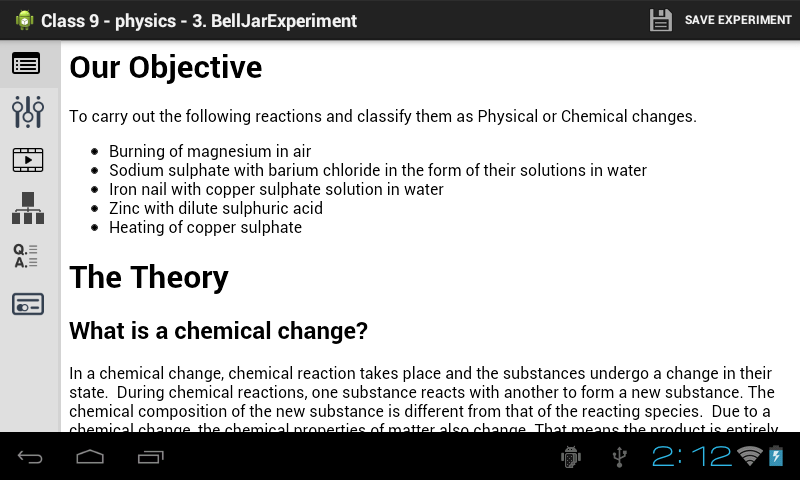 Class 9 - physics - 3. BellJarExperiment
SAVE EXPERIMENT
Our Objective
To carry out the following reactions and classify them as Physical or Chemical changes.
Burning of magnesium in air
Sodium sulphate with barium chloride in the form of their solutions in water
Iron nail with copper sulphate solution in water
Zinc with dilute sulphuric acid
Heating of copper sulphate
The Theory
What is a chemical change?
In a chemical change, chemical reaction takes place and the substances undergo a change in their
state.  During chemical reactions, one substance reacts with another to form a new substance. The
chemical composition of the new substance is different from that of the reacting species.  Due to a
chemical change, the chemical properties of matter also change. That means the product is entirely
Q.
A.
2:12